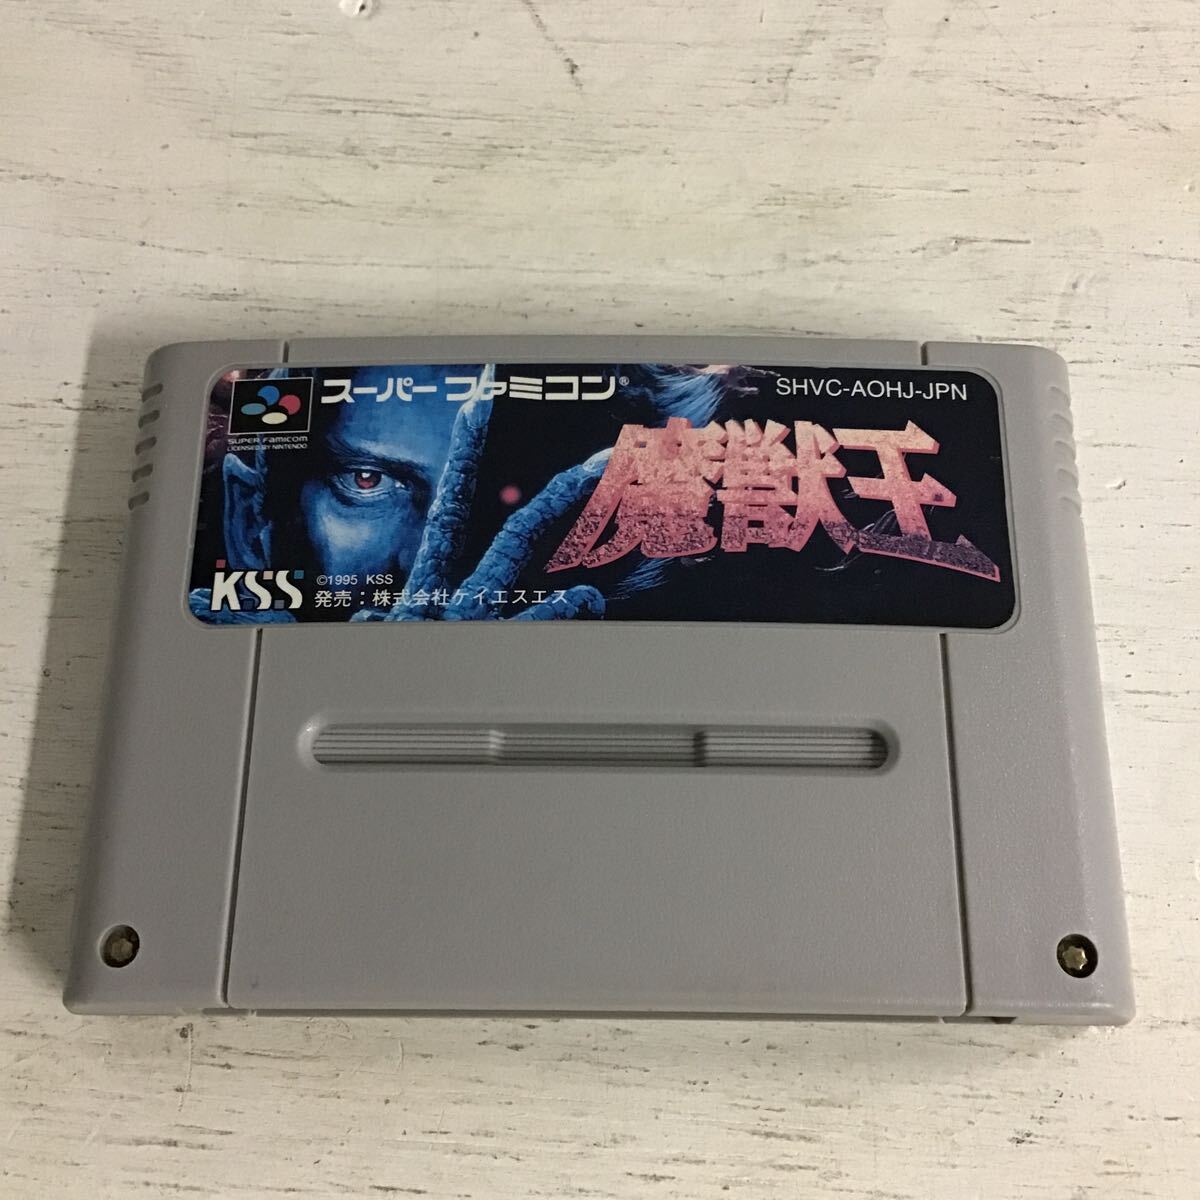 スーパーファミコン®
SHVC-AOHJ-JPN
SUPER FAMICOM
LICENSED BY NINTENDO
魔獣王
KSS
©1995 KSS
発売：株式会社ケイエスエス